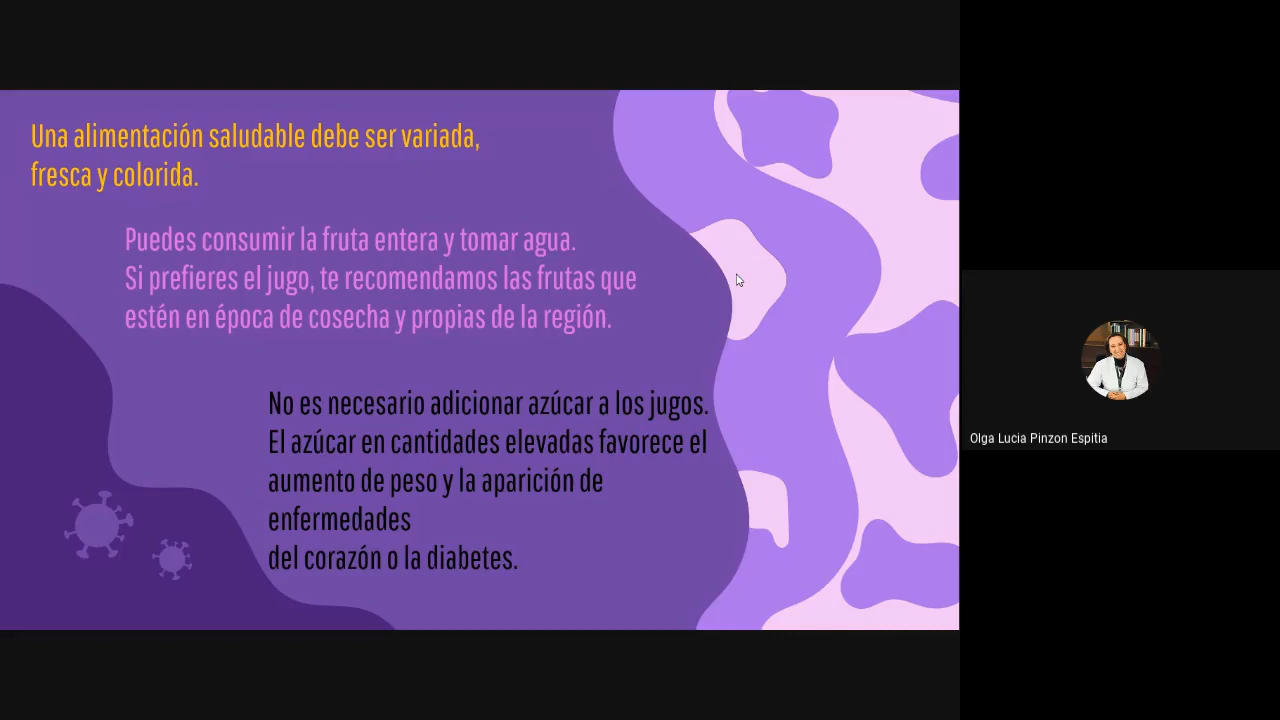 Una alimentación saludable debe ser variada,
fresca y colorida.
Puedes consumir la fruta entera y tomar agua.
Si prefieres el jugo, te recomendamos las frutas que
estén en época de cosecha y propias de la región.
No es necesario adicionar azúcar a los jugos.
El azúcar en cantidades elevadas favorece el
aumento de peso y la aparición de
enfermedades
del corazón o la diabetes.
Olga Lucia Pinzon Espitia